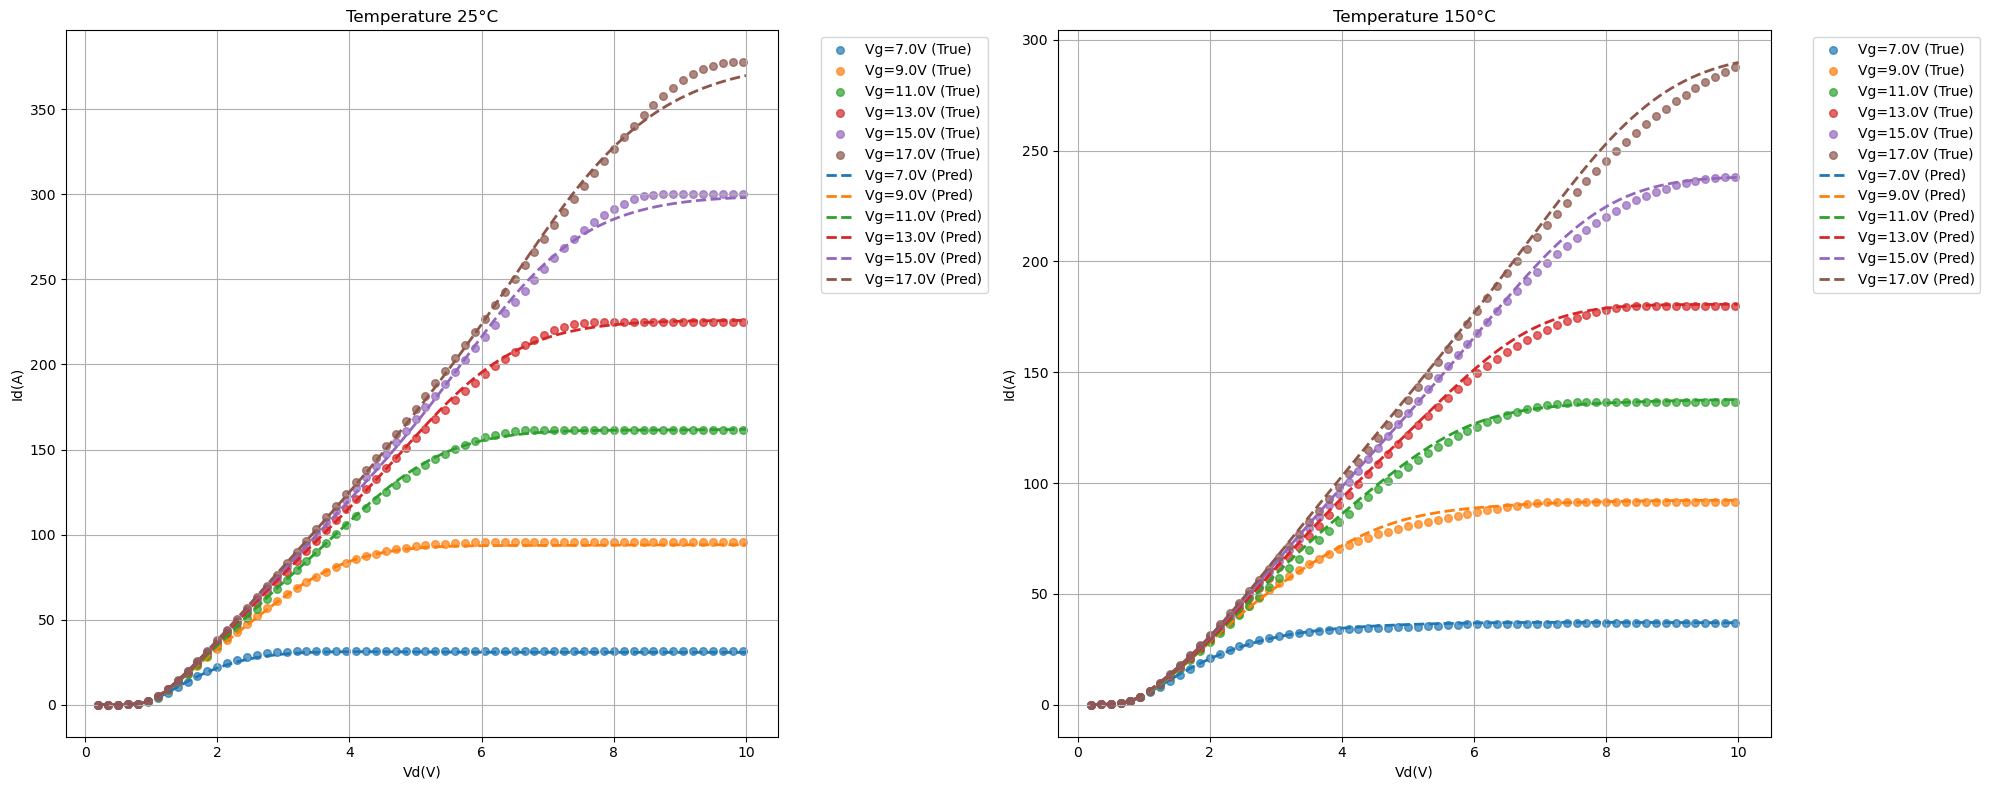 Temperature 25°C
350
300
250
200
150
100
50
0
Id(A)
0 2 4 6 8 10
Vd(V)
Vg=7.0V (True)
Vg=9.0V (True)
Vg=11.0V (True)
Vg=13.0V (True)
Vg=15.0V (True)
Vg=17.0V (True)
Vg=7.0V (Pred)
Vg=9.0V (Pred)
Vg=11.0V (Pred)
Vg=13.0V (Pred)
Vg=15.0V (Pred)
Vg=17.0V (Pred)
Temperature 150°C
300
250
200
150
100
50
0
Id(A)
0 2 4 6 8 10
Vd(V)
Vg=7.0V (True)
Vg=9.0V (True)
Vg=11.0V (True)
Vg=13.0V (True)
Vg=15.0V (True)
Vg=17.0V (True)
Vg=7.0V (Pred)
Vg=9.0V (Pred)
Vg=11.0V (Pred)
Vg=13.0V (Pred)
Vg=15.0V (Pred)
Vg=17.0V (Pred)